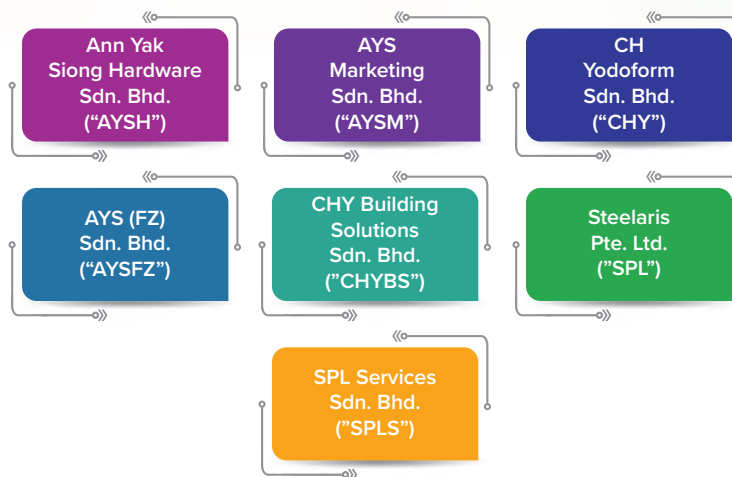 Ann Yak
Siong Hardware
Sdn. Bhd.
(“AYSH”)
AYS
Marketing
Sdn. Bhd.
(“AYSM”)
CH
Yodoform
Sdn. Bhd.
(“CHY”)
AYS (FZ)
Sdn. Bhd.
(“AYSFZ”)
CHY Building
Solutions
Sdn. Bhd.
(”CHYBS”)
Steelaris
Pte. Ltd.
(”SPL”)
SPL Services
Sdn. Bhd.
(”SPLS”)